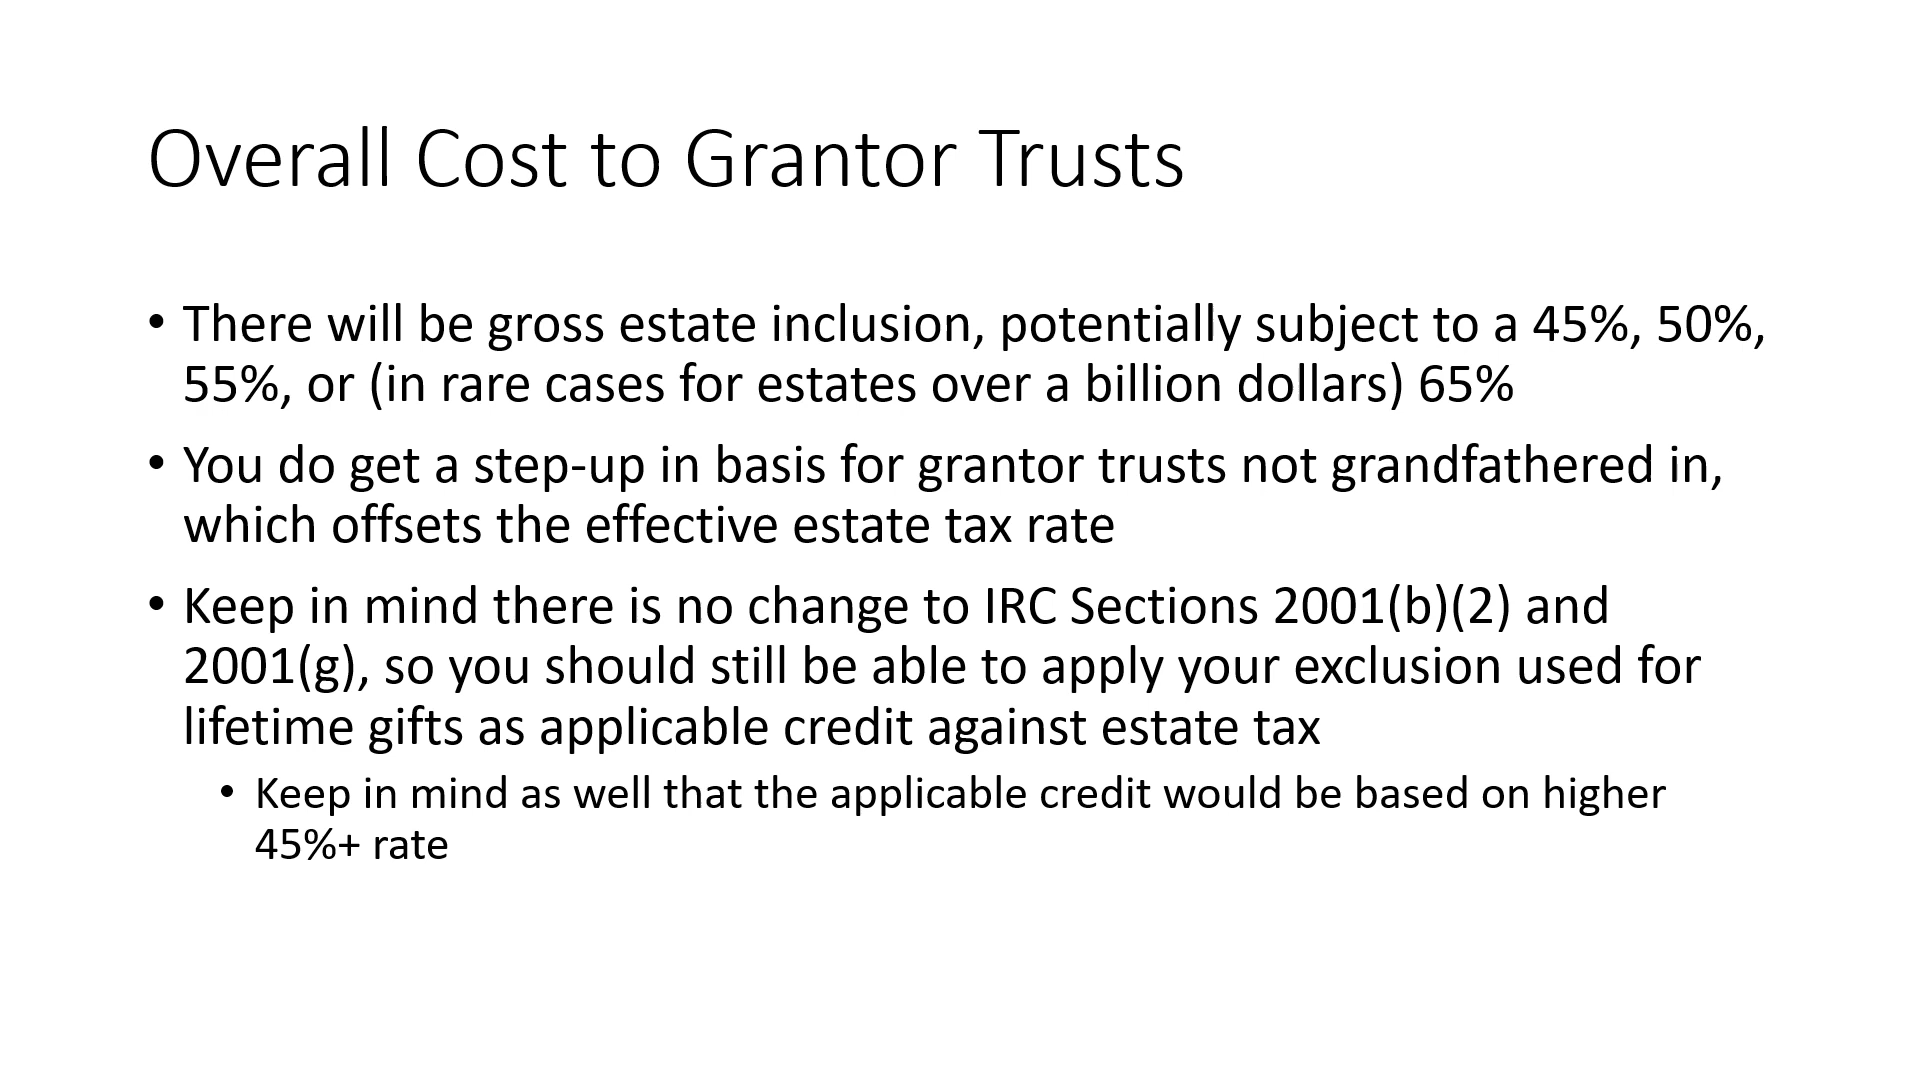 Overall Cost to Grantor Trusts
• There will be gross estate inclusion, potentially subject to a 45%, 50%,
55%, or (in rare cases for estates over a billion dollars) 65%
• You do get a step-up in basis for grantor trusts not grandfathered in,
which offsets the effective estate tax rate
• Keep in mind there is no change to IRC Sections 2001(b)(2) and
2001(g), so you should still be able to apply your exclusion used for
lifetime gifts as applicable credit against estate tax
• Keep in mind as well that the applicable credit would be based on higher
45%+ rate